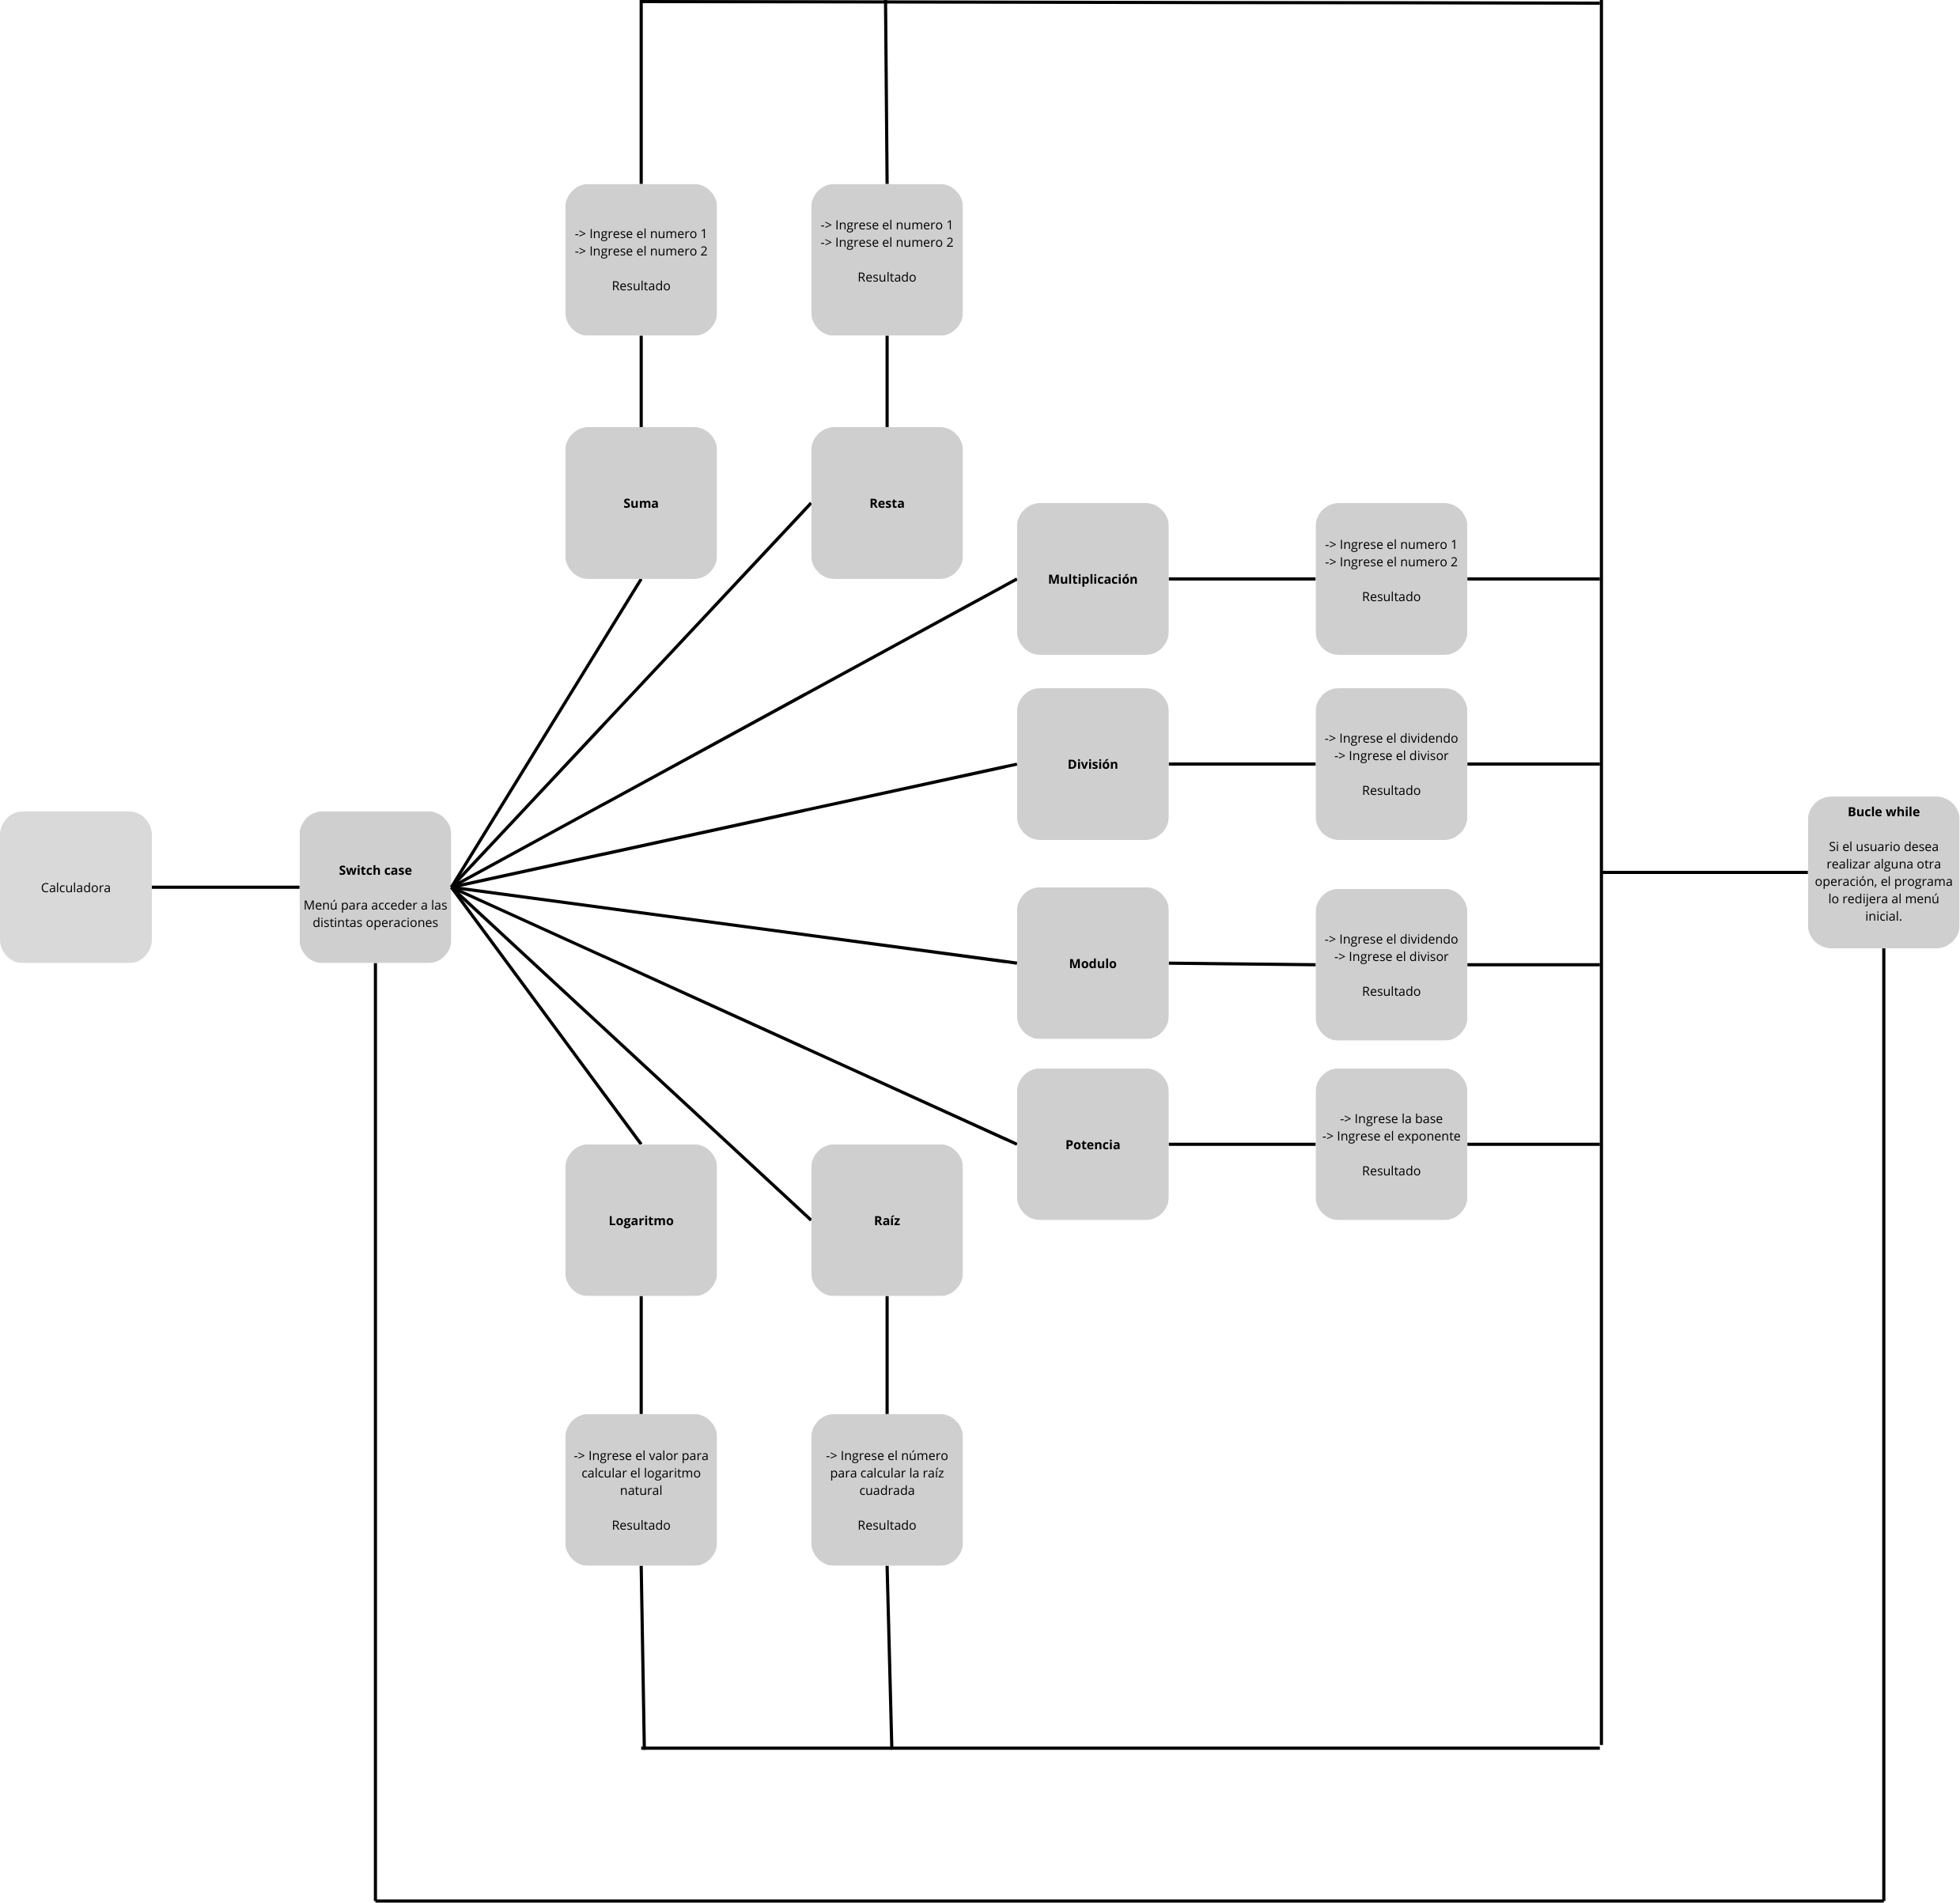 -> Ingrese el numero 1
-> Ingrese el numero 2
Resultado
-> Ingrese el numero 1
-> Ingrese el numero 2
Resultado
Suma
Resta
Multiplicación
-> Ingrese el numero 1
-> Ingrese el numero 2
Resultado
División
-> Ingrese el dividendo
-> Ingrese el divisor
Resultado
Calculadora
Switch case
Menú para acceder a las
distintas operaciones
Bucle while
Si el usuario desea
realizar alguna otra
operación, el programa
lo redijera al menú
inicial.
Modulo
-> Ingrese el dividendo
-> Ingrese el divisor
Resultado
Potencia
-> Ingrese la base
-> Ingrese el exponente
Resultado
Logaritmo
Raíz
-> Ingrese el valor para
calcular el logaritmo
natural
Resultado
-> Ingrese el número
para calcular la raíz
cuadrada
Resultado